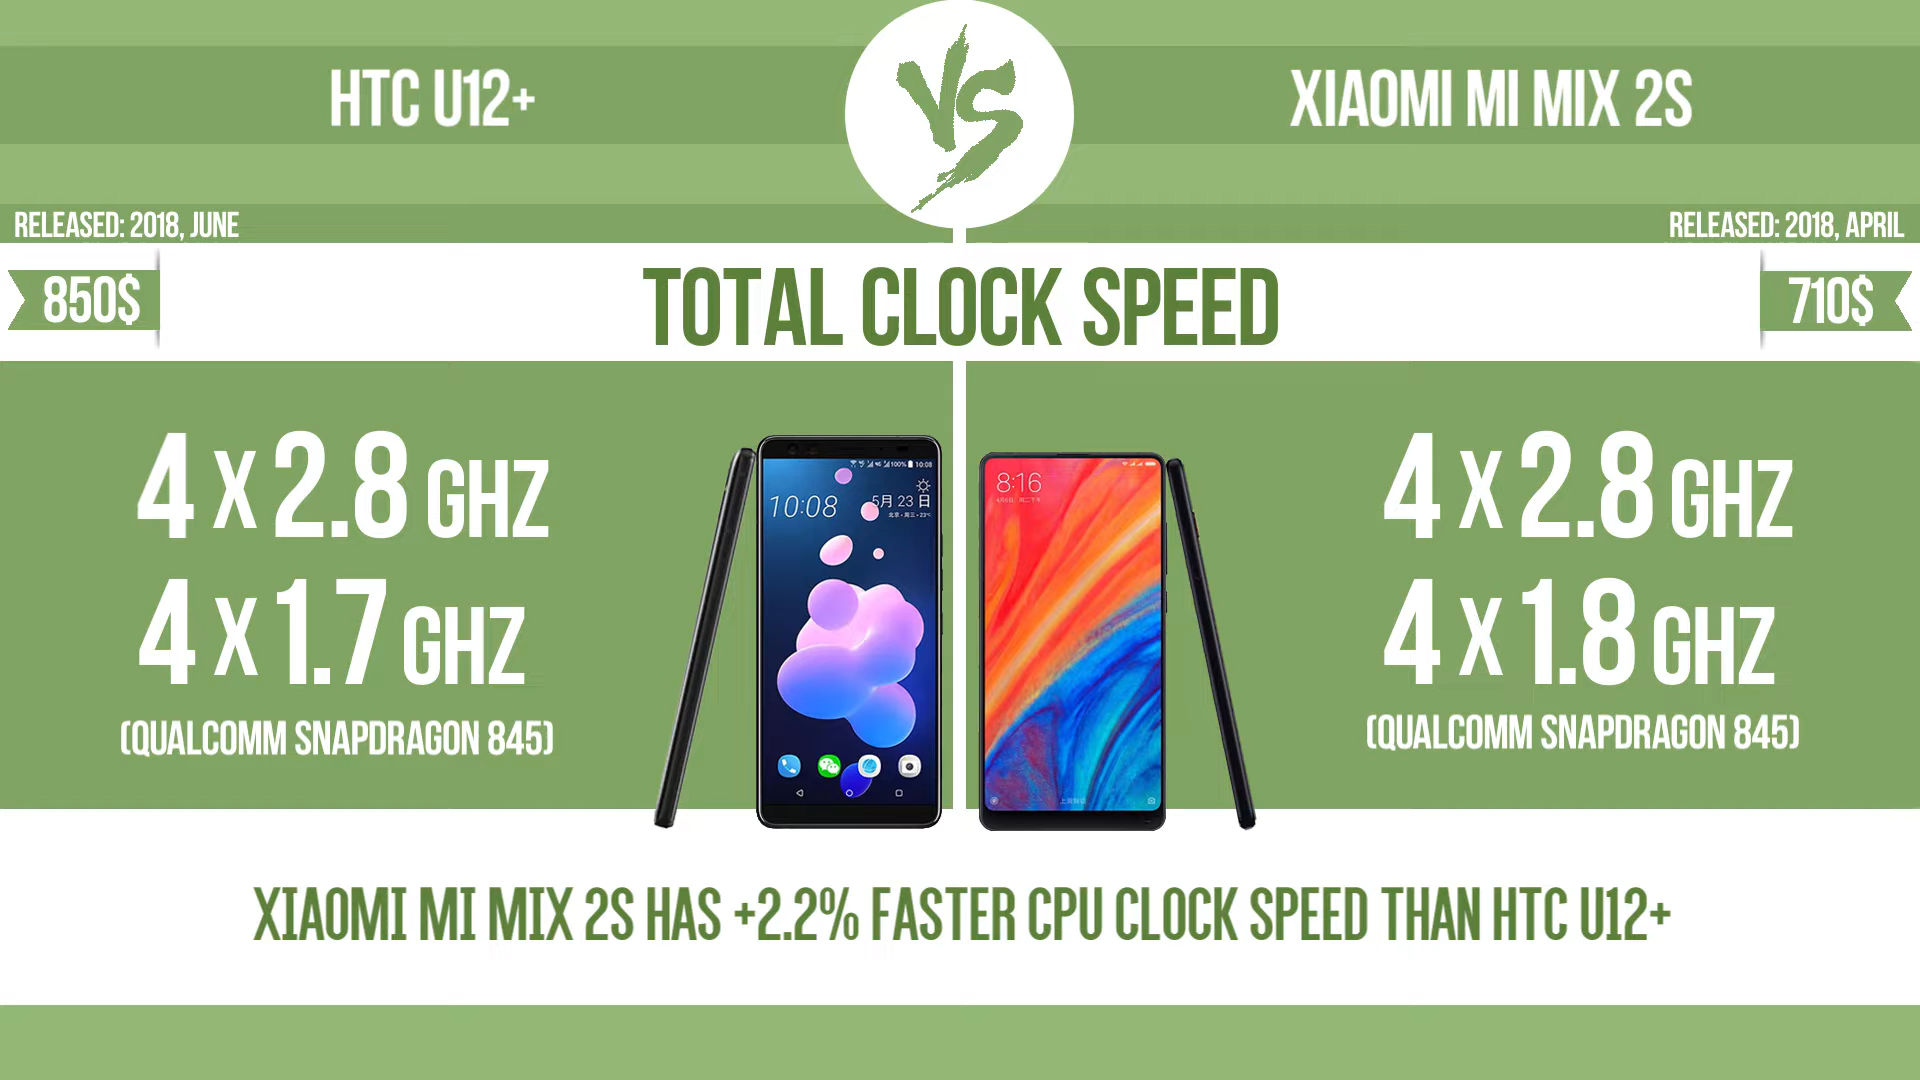 HTC U12+
VS
XIAOMI MI MIX 2S
RELEASED: 2018, JUNE
RELEASED: 2018, APRIL
850$
TOTAL CLOCK SPEED
710$
4 X 2.8 GHZ
4 X 1.7 GHZ
(QUALCOMM SNAPDRAGON 845)
100% 10:08
10:08
5月 23 日
8:16
4 X 2.8 GHZ
4 X 1.8 GHZ
(QUALCOMM SNAPDRAGON 845)
XIAOMI MI MIX 2S HAS +2.2% FASTER CPU CLOCK SPEED THAN HTC U12+